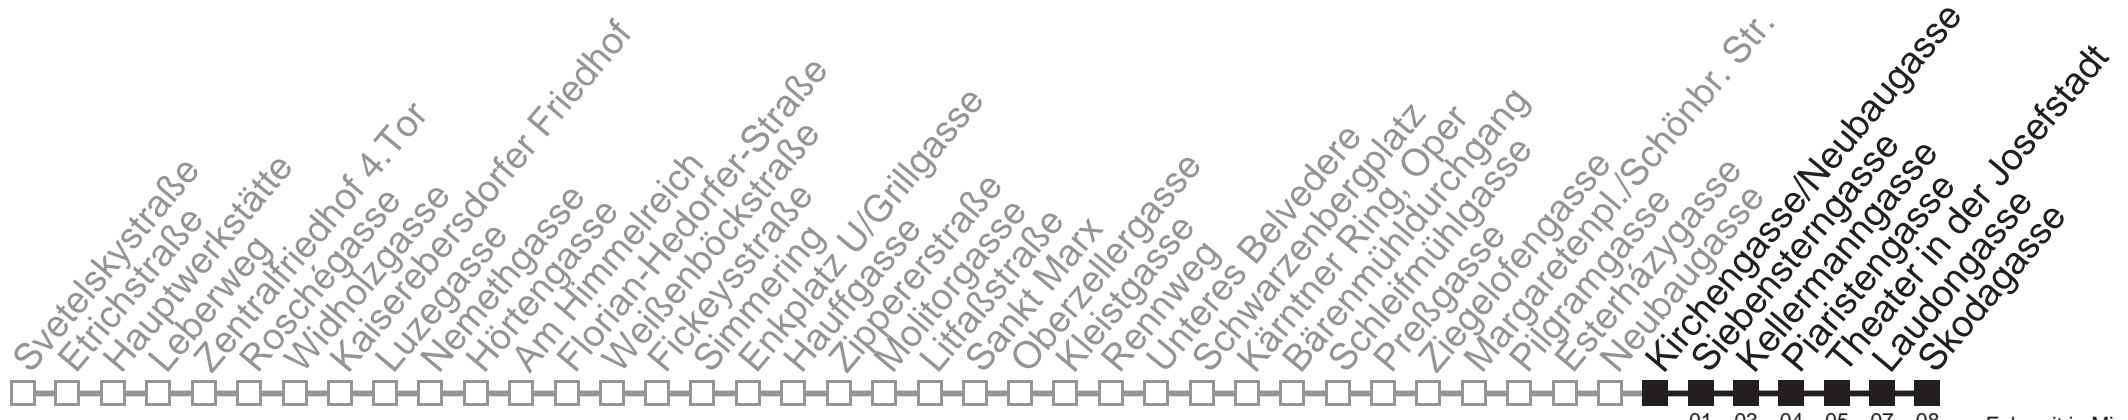 Svetelskystraße
Etrichstraße
Hauptwerkstätte
Leberweg
Zentralfriedhof 4.Tor
Roschégasse
Widholzgasse
Kaiserebersdorfer Friedhof
Luzegasse
Nemethgasse
Hörtengasse
Am Himmelreich
Florian-Hedorfer-Straße
Weißenböckstraße
Fickeysstraße
Simmering
Enkplatz U/Grillgasse
Hauffgasse
Zippererstraße
Molitorgasse
Litfaßstraße
Sankt Marx
Oberzellergasse
Kleistgasse
Rennweg
Unteres Belvedere
Schwarzenbergplatz
Kärntner Ring, Oper
Bärenmühldurchgang
Schleifmühlgasse
Preßgasse
Ziegelofengasse
Margaretenpl./Schönbr. Str.
Pilgramgasse
Esterházygasse
Neubaugasse
Kirchengasse/Neubaugasse
Siebensterngasse
Kellermanngasse
Piaristengasse
Theater in der Josefstadt
Laudongasse
Skodagasse
01 03 04 05 07 08